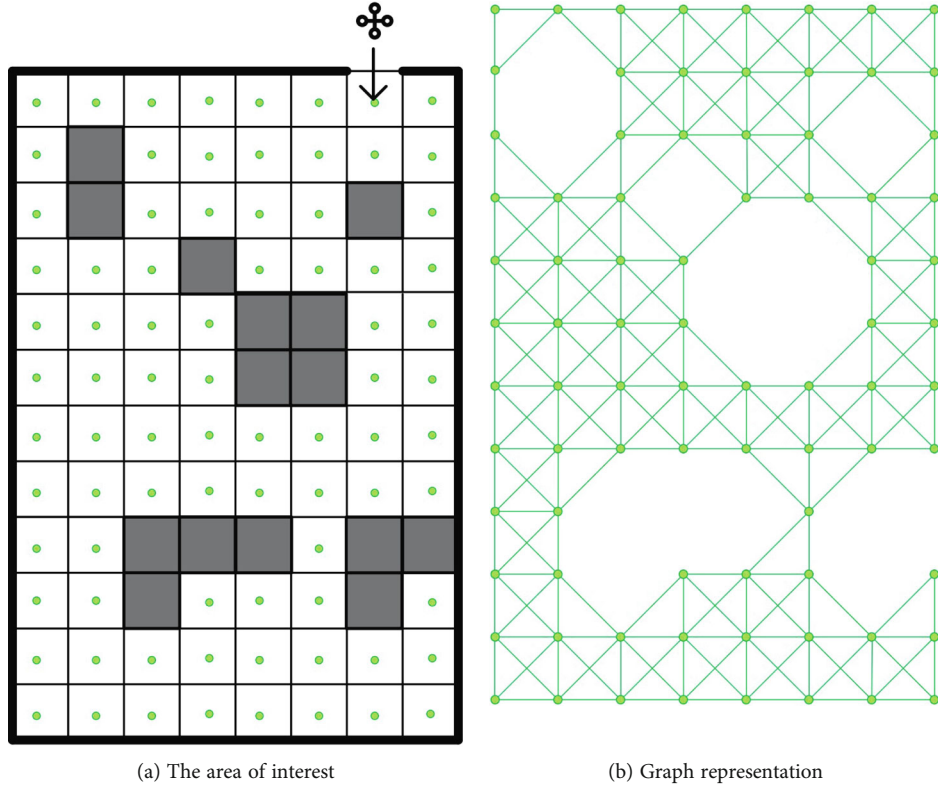 (a) The area of interest
(b) Graph representation